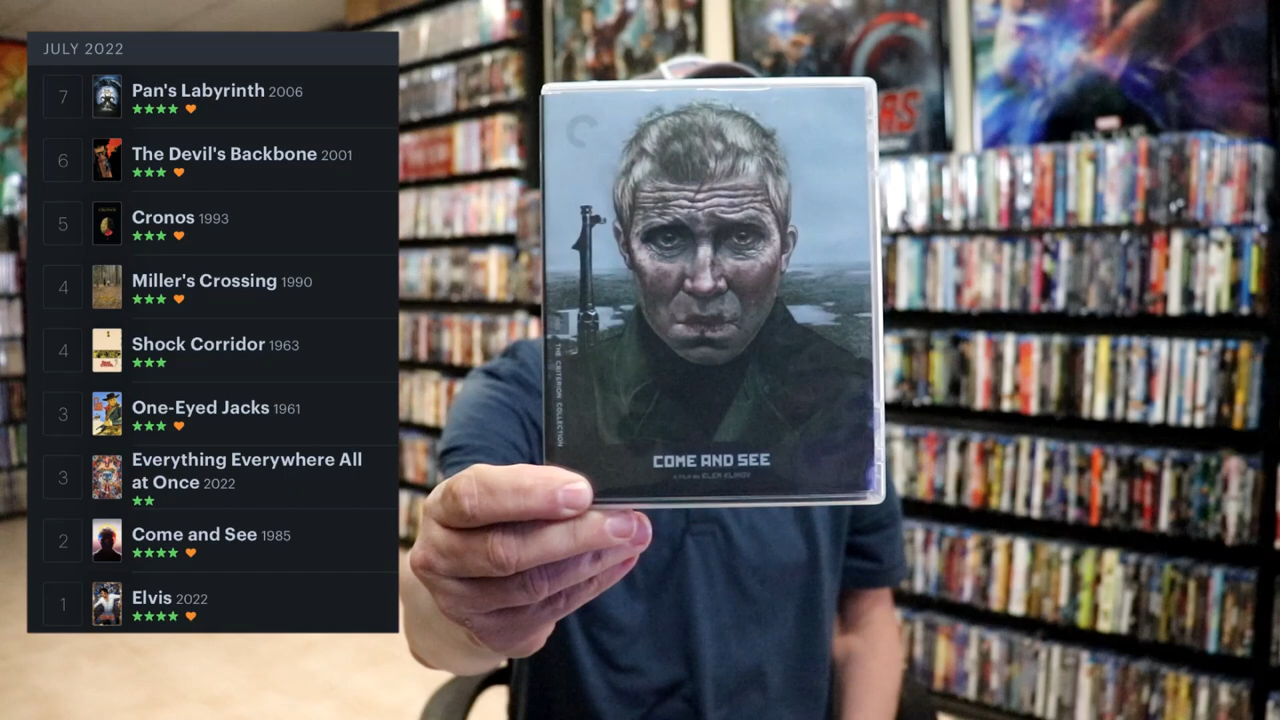 JULY 2022
7
Pan's Labyrinth 2006
★★★★ ♥
6
The Devil's Backbone 2001
★★★ ♥
5
Cronos 1993
★★★ ♥
4
Miller's Crossing 1990
★★★ ♥
4
Shock Corridor 1963
★★★
3
One-Eyed Jacks 1961
★★★ ♥
3
Everything Everywhere All
at Once 2022
★★
2
Come and See 1985
★★★★ ♥
1
Elvis 2022
★★★★ ♥
THE CRITERION COLLECTION
COME AND SEE
A FILM BY ELEM KLIMOV